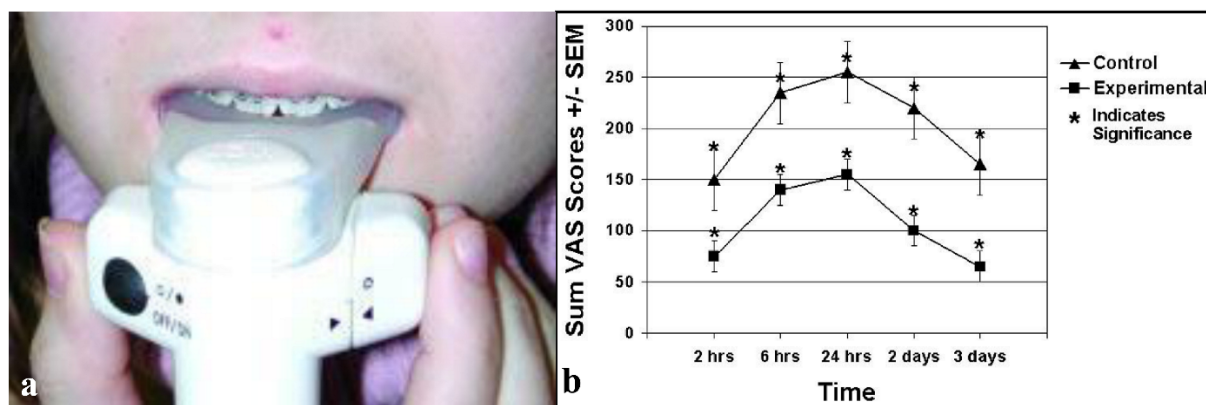 a
OFF/ON
b
Sum VAS Scores +/- SEM
300
250
200
150
100
50
0
2 hrs 6 hrs 24 hrs 2 days 3 days
Time
Control
Experimental
* Indicates
Significance